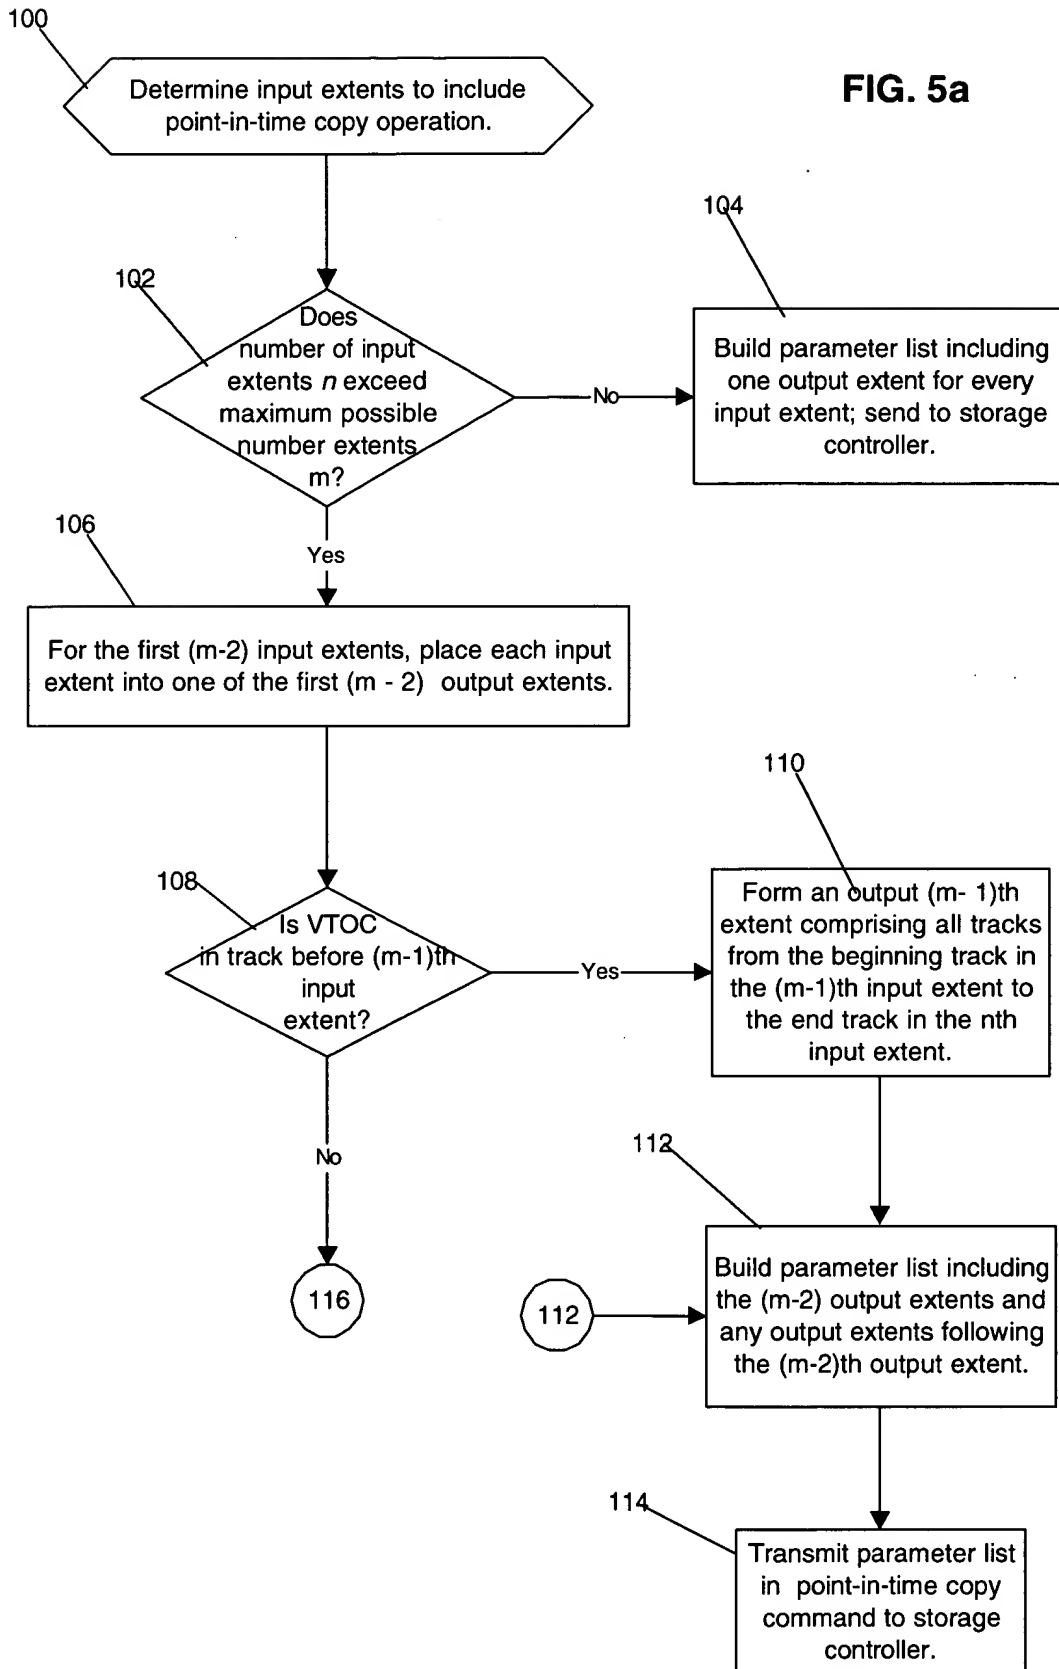 100
Determine input extents to include
point-in-time copy operation.
FIG. 5a
102
Does
number of input
extents n exceed
maximum possible
number extents
m?
No
104
Build parameter list including
one output extent for every
input extent; send to storage
controller.
Yes
106
For the first (m-2) input extents, place each input
extent into one of the first (m - 2) output extents.
108
Is VTOC
in track before (m-1)th
input
extent?
Yes
110
Form an output (m- 1)th
extent comprising all tracks
from the beginning track in
the (m-1)th input extent to
the end track in the nth
input extent.
No
116
112
112
Build parameter list including
the (m-2) output extents and
any output extents following
the (m-2)th output extent.
114
Transmit parameter list
in point-in-time copy
command to storage
controller.